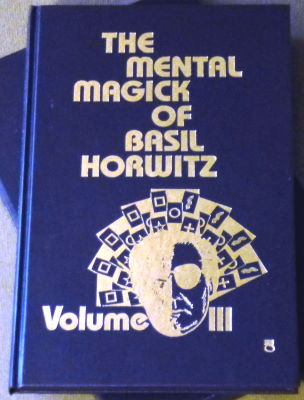 THE
MENTAL
MAGICK
OF
BASIL
HORWITZ
Volume III